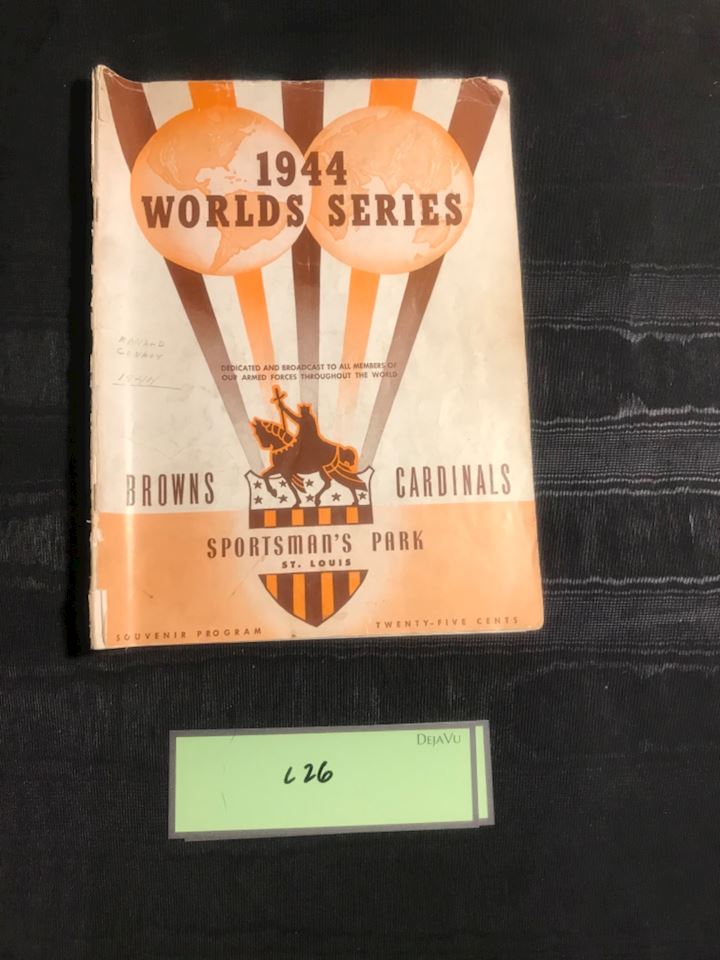 1944
WORLDS SERIES
1944
DEDICATED AND BROADCAST TO ALL MEMBERS OF
OUR ARMED FORCES THROUGHOUT THE WORLD
BROWNS CARDINALS
SPORTSMAN'S PARK
ST. LOUIS
SOUVENIR PROGRAM TWENTY-FIVE CENTS
DEJAVU
L26